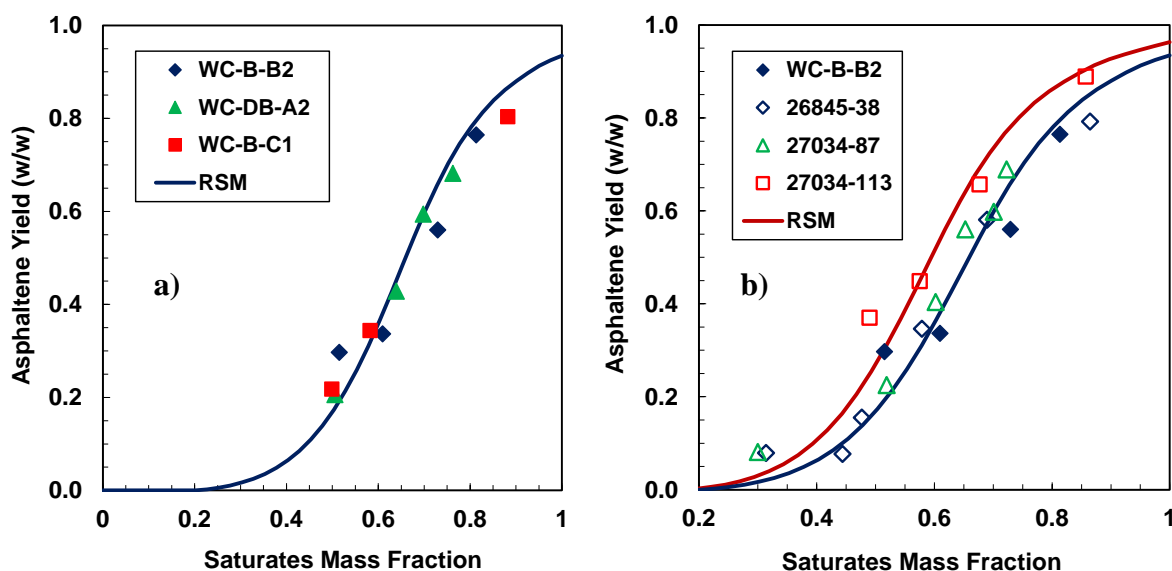 1.0
0.8
0.6
0.4
0.2
0.0
Asphaltene Yield (w/w)
WC-B-B2
WC-DB-A2
WC-B-C1
RSM
a)
0
0.2
0.4
0.6
0.8
1
Saturates Mass Fraction
1.0
0.8
0.6
0.4
0.2
0.0
Asphaltene Yield (w/w)
WC-B-B2
26845-38
27034-87
27034-113
RSM
b)
0.2
0.4
0.6
0.8
1
Saturates Mass Fraction